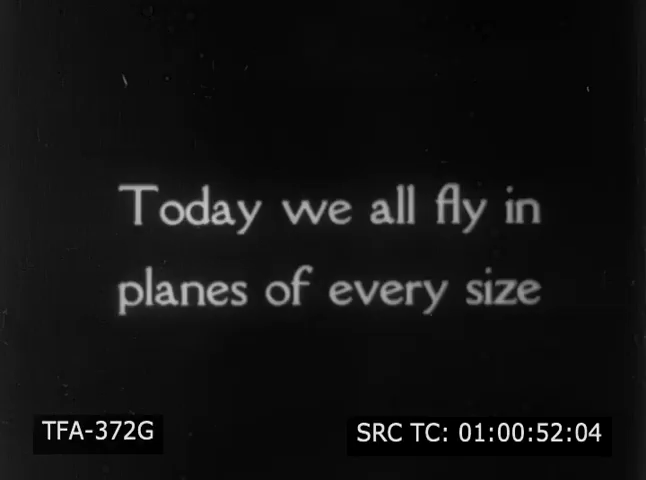 Today we all fly in
planes of every size
TFA-372G
SRC TC: 01:00:52:04